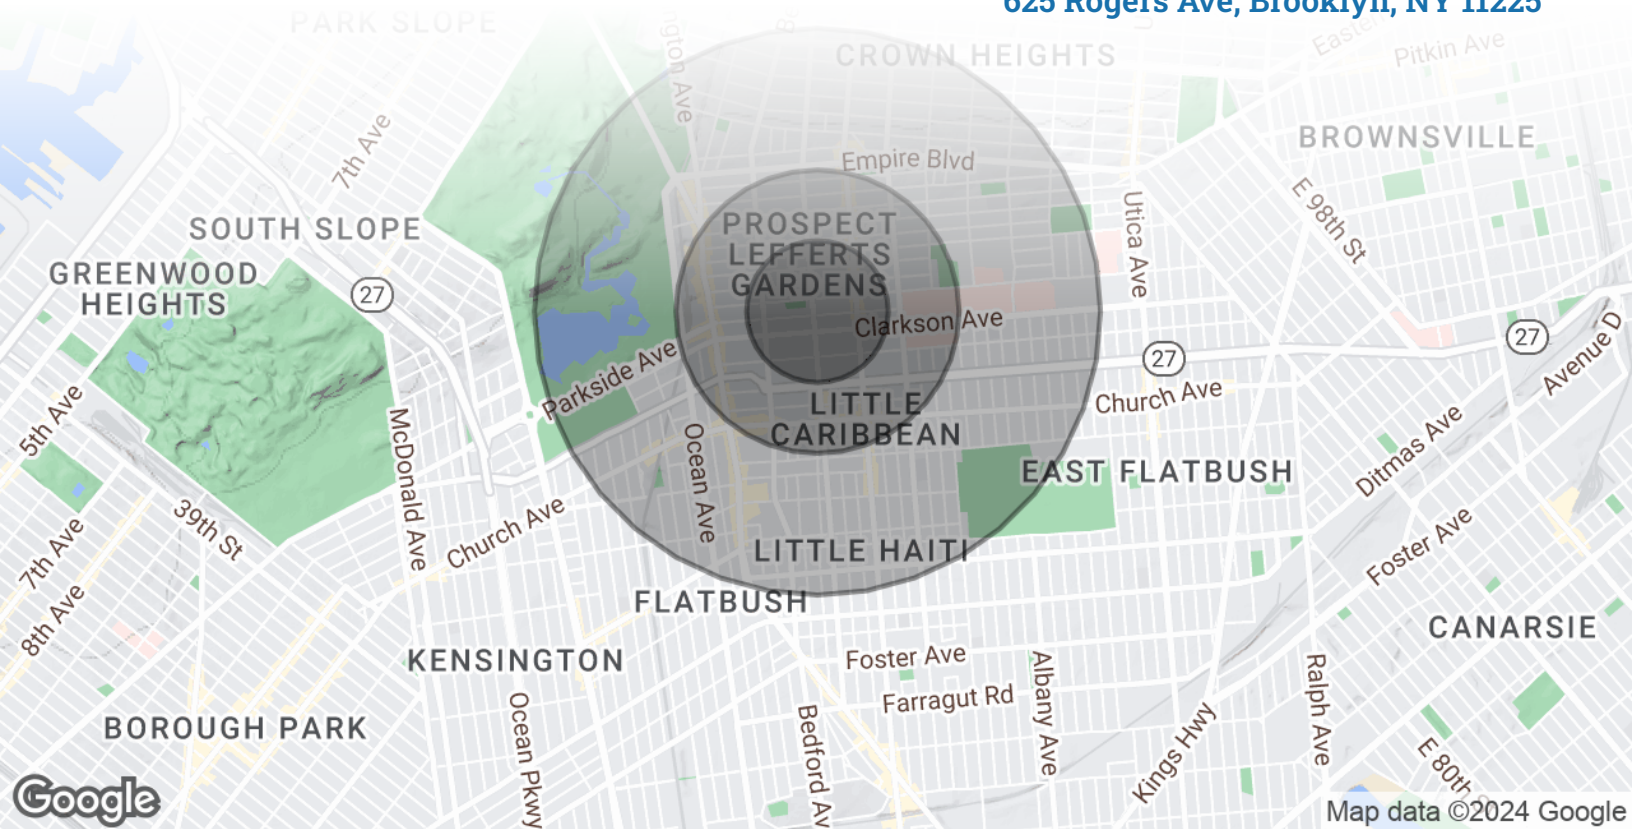 625 Rogers Ave, Brooklyn, NY 11225
PARK SLOPE
CROWN HEIGHTS
Pitkin Ave
7th Ave
BROWNSVILLE
Empire Blvd
SOUTH SLOPE
Utica Ave
E 98th St
PROSPECT
LEFFERTS
GARDENS
GREENWOOD
HEIGHTS
27
Clarkson Ave
27
27
Avenue D
Parkside Ave
Church Ave
5th Ave
McDonald Ave
LITTLE
CARIBBEAN
Ocean Ave
EAST FLATBUSH
Ditmas Ave
39th St
Church Ave
7th Ave
LITTLE HAITI
Foster Ave
8th Ave
FLATBUSH
CANARSIE
KENSINGTON
Foster Ave
Farragut Rd
Albany Ave
Ralph Ave
BOROUGH PARK
Ocean Pkwy
Bedford Av
Kings Hwy
E 80th
Google
Map data ©2024 Google